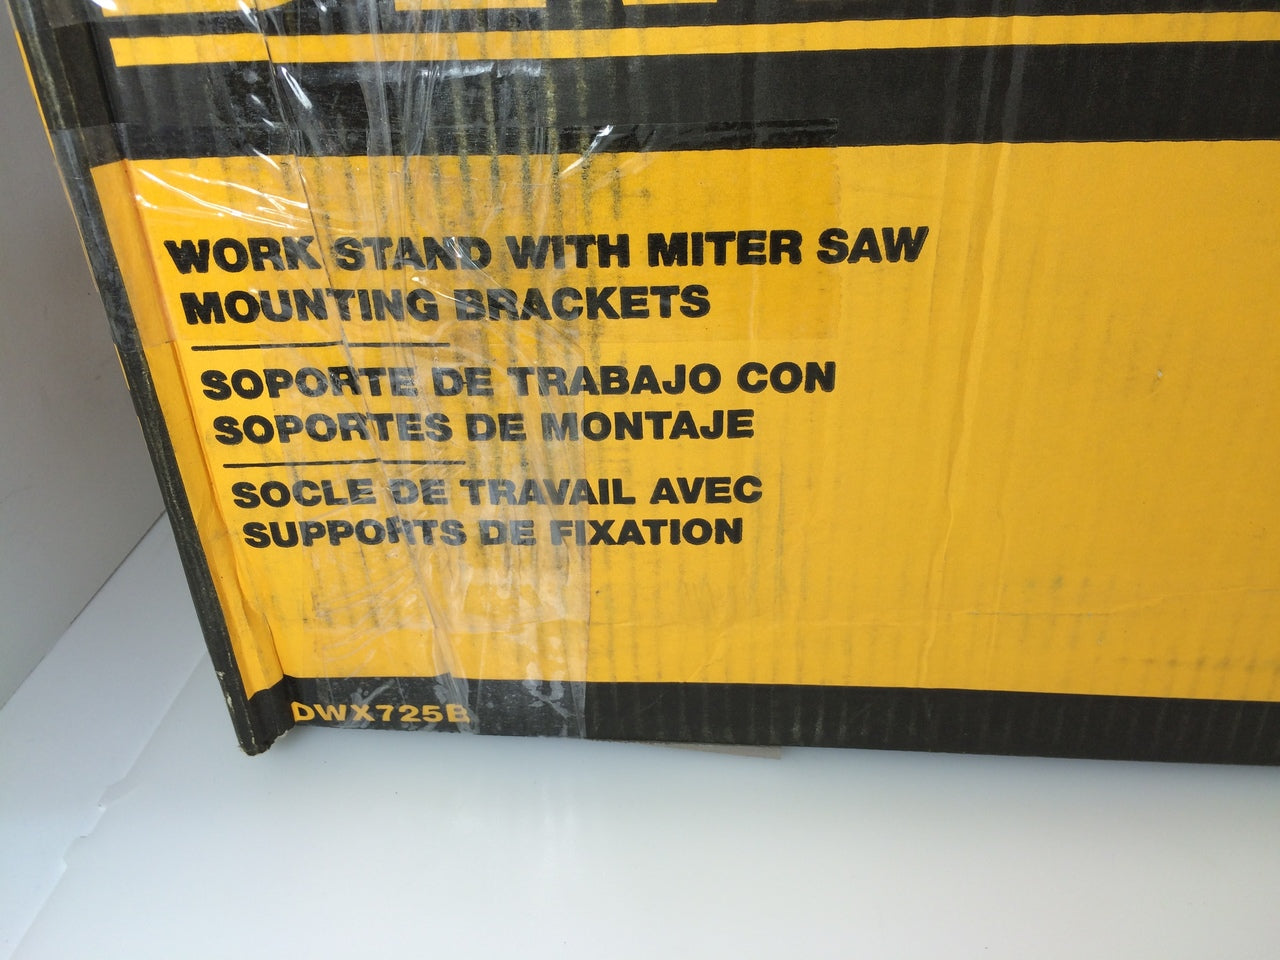 WORK STAND WITH MITER SAW
MOUNTING BRACKETS
SOPORTE DE TRABAJO CON
SOPORTES DE MONTAJE
SOCLE DE TRAVAIL AVEC
SUPPORTS DE FIXATION
DWX725B